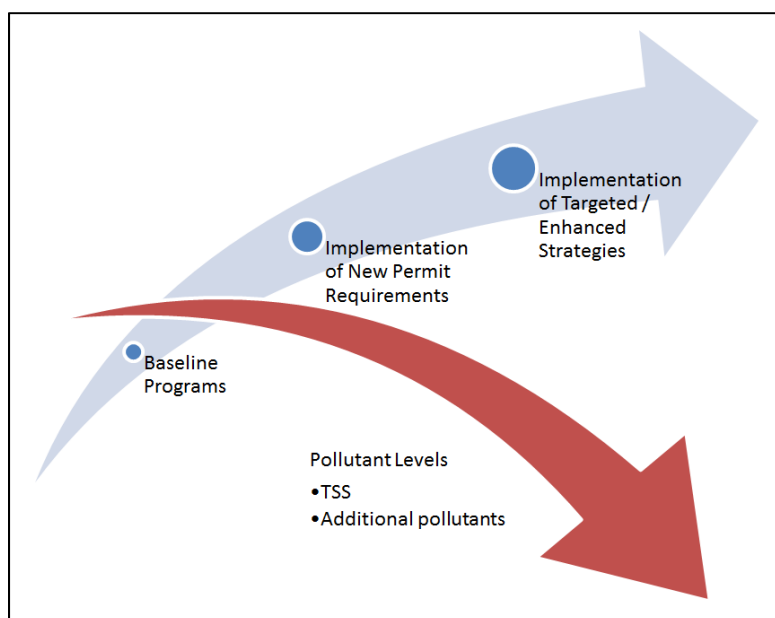 Implementation
of Targeted /
Enhanced
Strategies
Implementation
of New Permit
Requirements
Baseline
Programs
Pollutant Levels
•TSS
•Additional pollutants